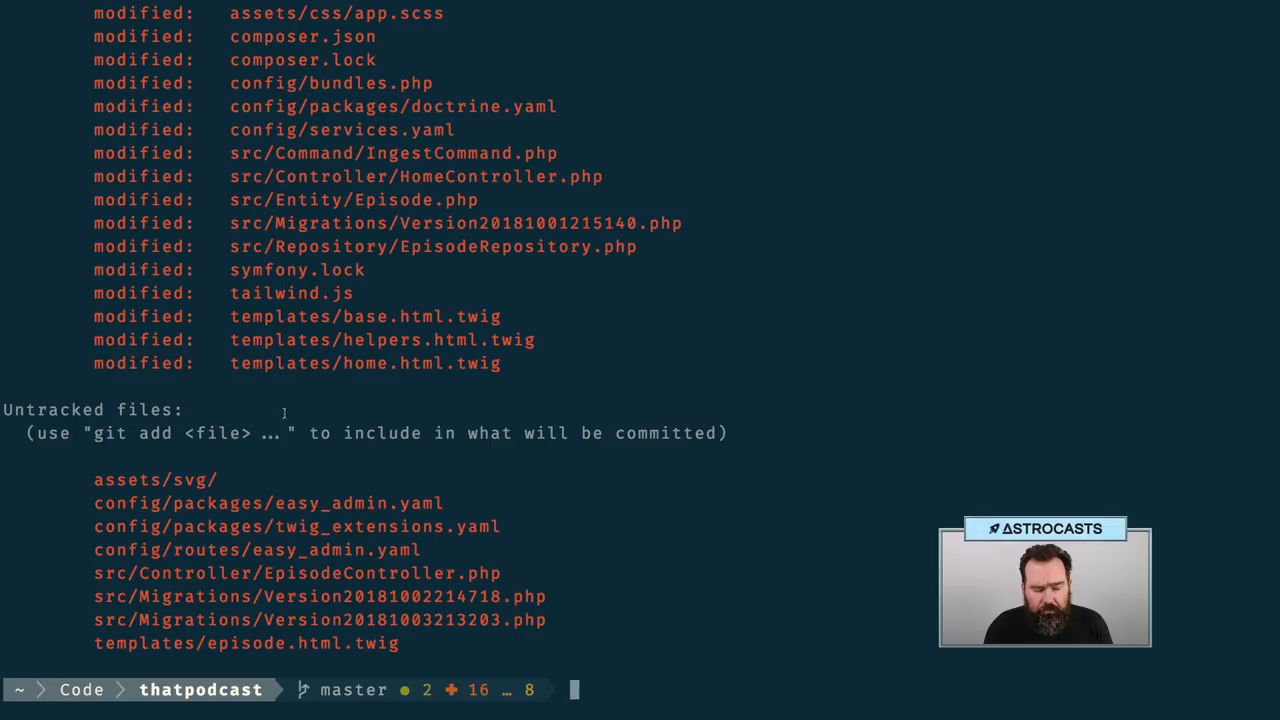 modified:   assets/css/app.scss
modified:   composer.json
modified:   composer.lock
modified:   config/bundles.php
modified:   config/packages/doctrine.yaml
modified:   config/services.yaml
modified:   src/Command/IngestCommand.php
modified:   src/Controller/HomeController.php
modified:   src/Entity/Episode.php
modified:   src/Migrations/Version20181001215140.php
modified:   src/Repository/EpisodeRepository.php
modified:   symfony.lock
modified:   tailwind.js
modified:   templates/base.html.twig
modified:   templates/helpers.html.twig
modified:   templates/home.html.twig
Untracked files:
(use "git add <file>..." to include in what will be committed)
assets/svg/
config/packages/easy_admin.yaml
config/packages/twig_extensions.yaml
config/routes/easy_admin.yaml
src/Controller/EpisodeController.php
src/Migrations/Version20181002214718.php
src/Migrations/Version20181003213203.php
templates/episode.html.twig
ASTROCASTS
~ Code thatpodcast master ● 2 ✚ 16 … 8